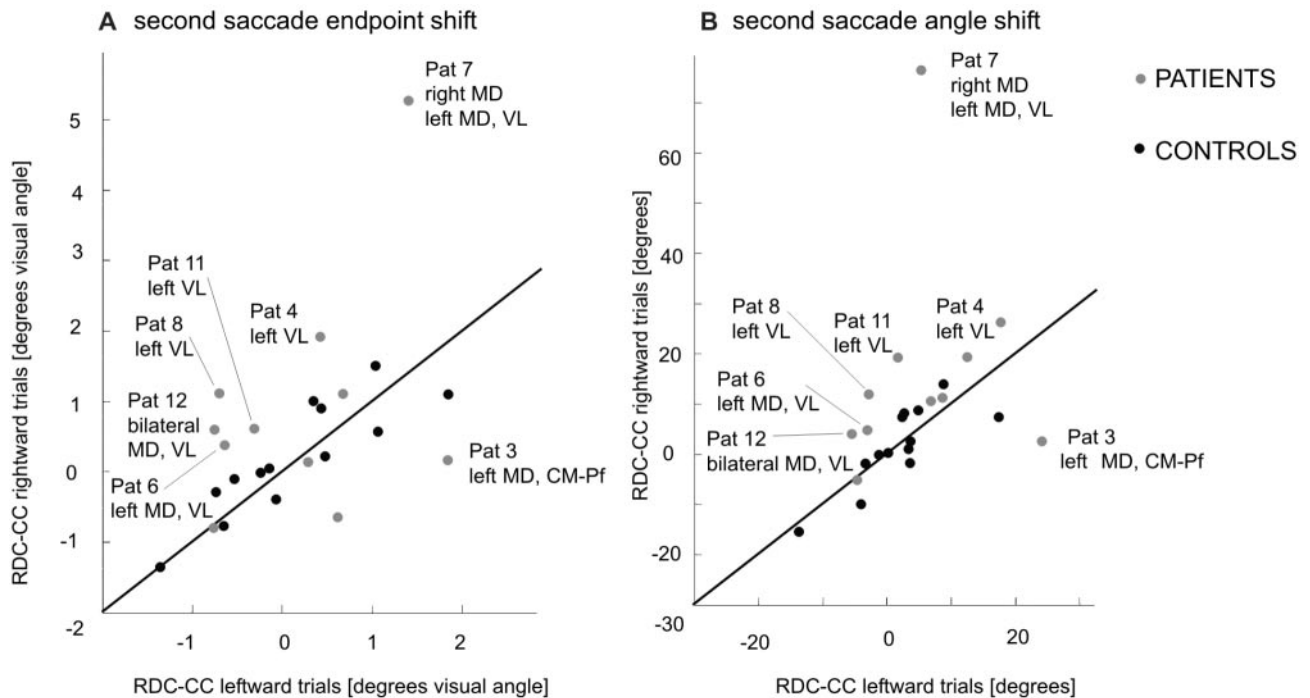 A second saccade endpoint shift
RDC-CC rightward trials [degrees visual angle]
5
4
3
2
1
0
-1
-2
Pat 7
right MD
left MD, VL
Pat 11
left VL
Pat 4
left VL
Pat 8
left VL
Pat 12
bilateral
MD, VL
Pat 6
left MD, VL
Pat 3
left MD, CM-Pf
-1 0 1 2
RDC-CC leftward trials [degrees visual angle]
B second saccade angle shift
RDC-CC rightward trials [degrees]
60
40
20
0
-20
-30
Pat 7
right MD
left MD, VL
Pat 8
left VL
Pat 11
left VL
Pat 4
left VL
Pat 6
left MD, VL
Pat 12
bilateral MD, VL
Pat 3
left MD, CM-Pf
-20 0 20
RDC-CC leftward trials [degrees]
PATIENTS
CONTROLS